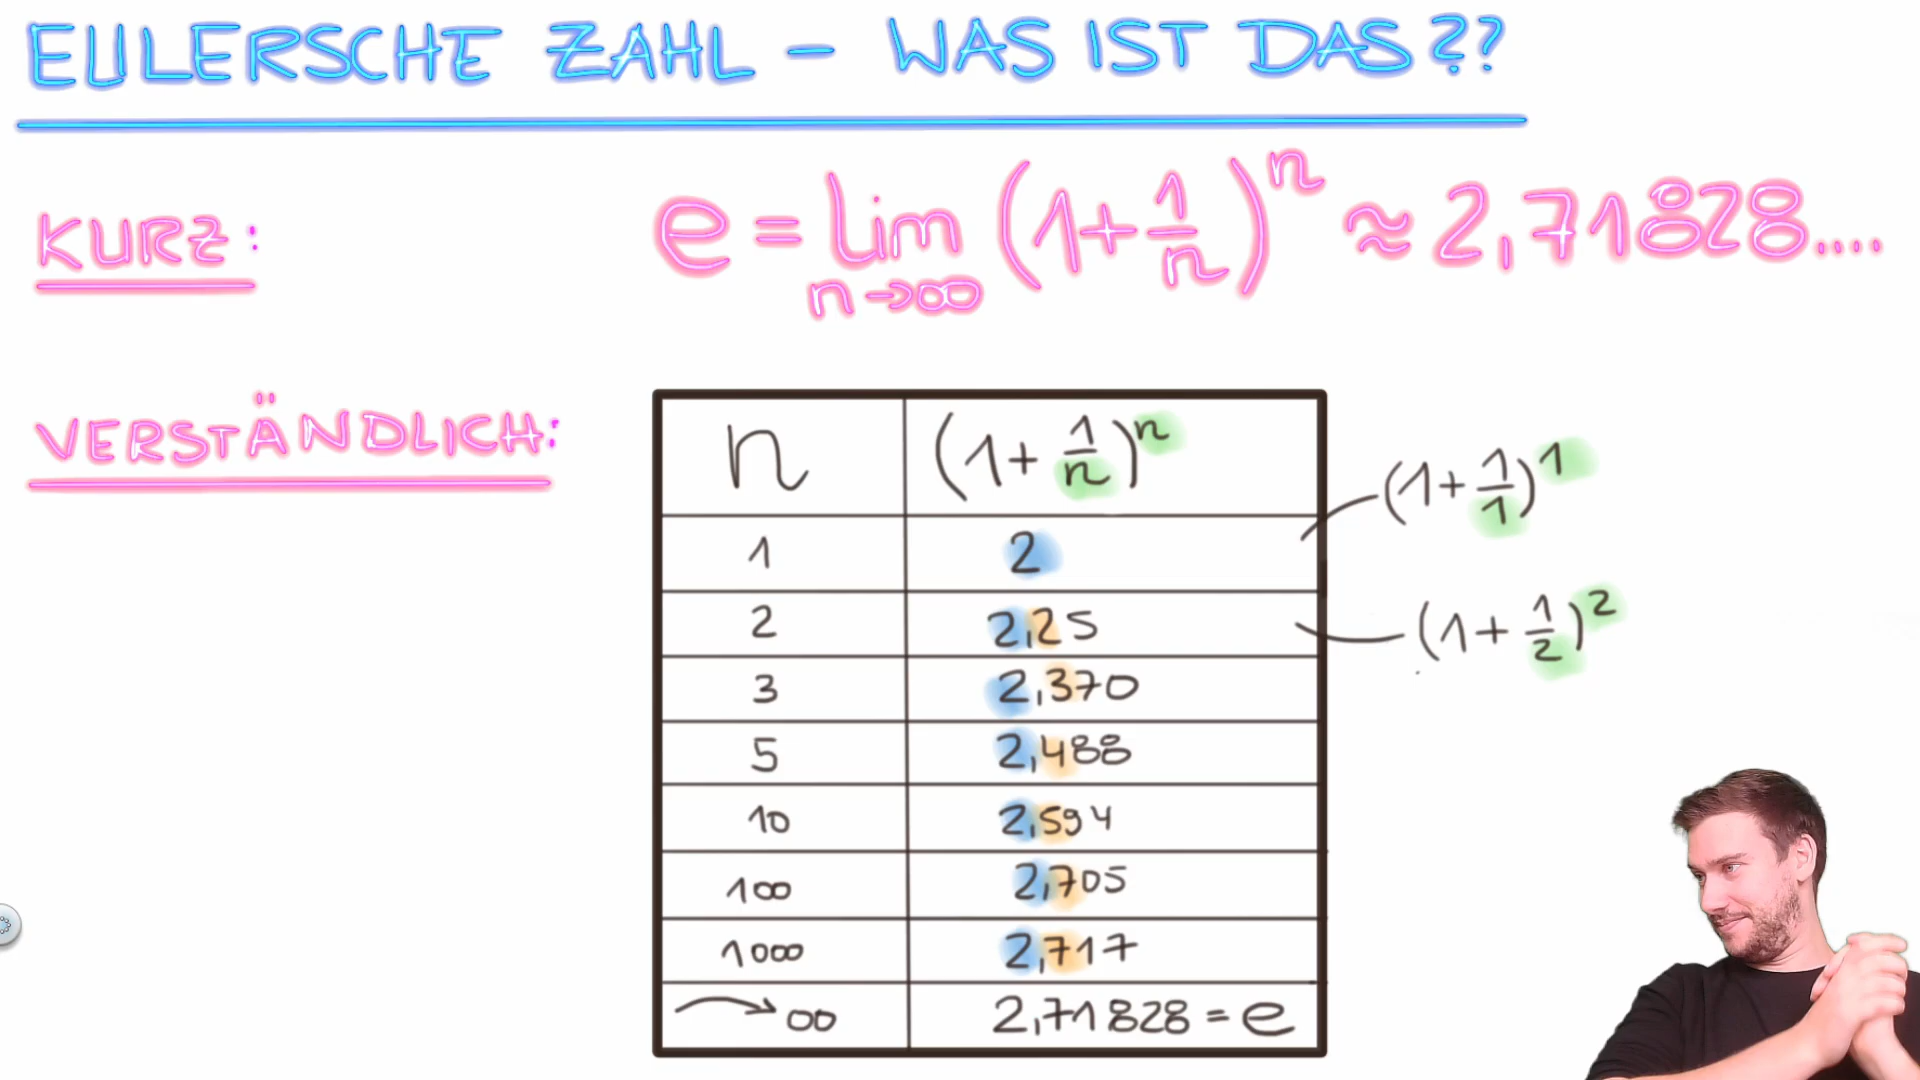 EULERSCHE ZAHL – WAS IST DAS??
KURZ:
e = lim n→∞ (1+1/n)^n ≈ 2,71828....
VERSTÄNDLICH:
n (1+1/n)^n
1 2 (1+1/1)^1
2 2,25 (1+1/2)^2
3 2,370
5 2,488
10 2,594
100 2,705
1000 2,717
→ ∞ 2,71828 = e